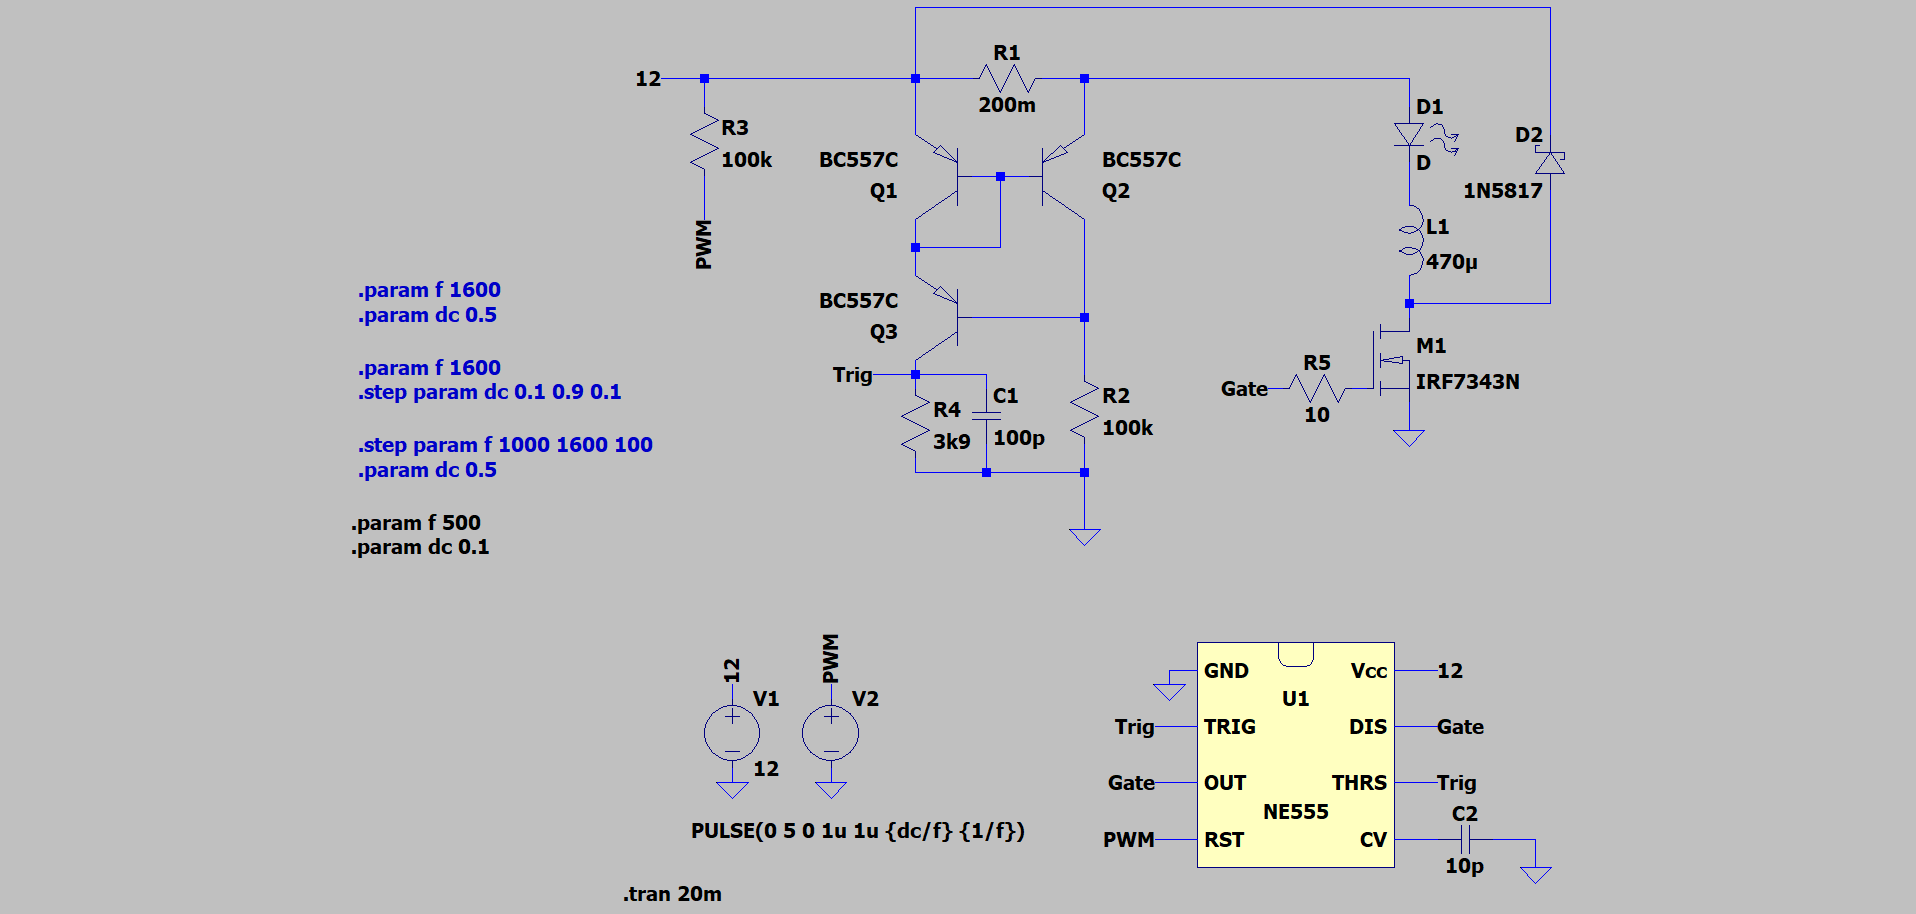 R1
12
200m
D1
R3
100k
BC557C
Q1
BC557C
Q2
D
D2
1N5817
PWM
L1
470µ
.param f 1600
.param dc 0.5
BC557C
Q3
.param f 1600
.step param dc 0.1 0.9 0.1
Trig
R4
3k9
C1
100p
R2
100k
Gate
R5
10
M1
IRF7343N
.step param f 1000 1600 100
.param dc 0.5
.param f 500
.param dc 0.1
12
V1
12
PWM
V2
PULSE(0 5 0 1u 1u {dc/f} {1/f})
.tran 20m
GND
Vcc
12
U1
Trig
TRIG
DIS
Gate
Gate
OUT
THRS
Trig
NE555
C2
PWM
RST
CV
10p